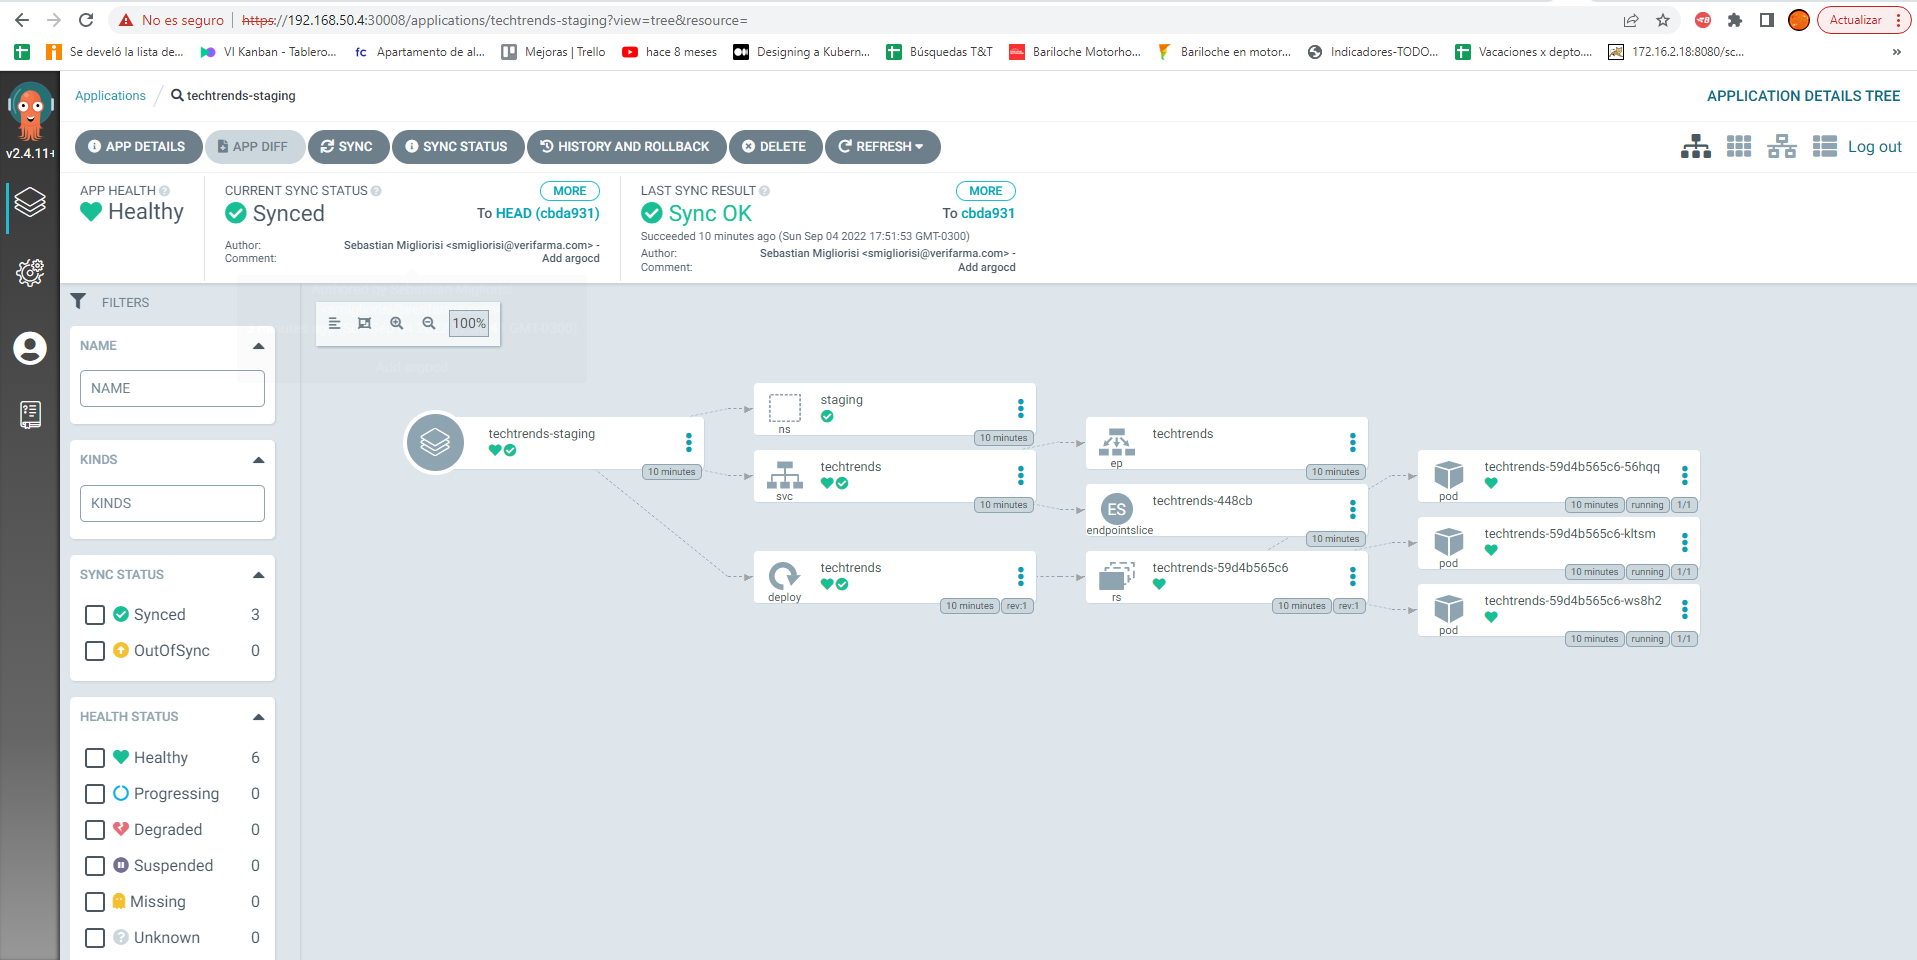 No es seguro https://192.168.50.4:30008/applications/techtrends-staging?view=tree&resource= Actualizar
Se develó la lista de... VI Kanban - Tablero... fc Apartamento de al... Mejoras | Trello hace 8 meses Designing a Kubern... Búsquedas T&T Bariloche Motorho... Bariloche en motor... Indicadores-TODO... Vacaciones x depto.... 172.16.2.18:8080/sc... »
Applications / techtrends-staging APPLICATION DETAILS TREE
v2.4.11+
APP DETAILS APP DIFF SYNC SYNC STATUS HISTORY AND ROLLBACK DELETE REFRESH Log out
APP HEALTH
Healthy
CURRENT SYNC STATUS MORE
Synced To HEAD (cbda931)
Author: Sebastian Migliorisi <smigliorisi@verifarma.com> -
Comment: Add argocd
LAST SYNC RESULT MORE
Sync OK To cbda931
Succeeded 10 minutes ago (Sun Sep 04 2022 17:51:53 GMT-0300)
Author: Sebastian Migliorisi <smigliorisi@verifarma.com> -
Comment: Add argocd
FILTERS
NAME
NAME
KINDS
KINDS
SYNC STATUS
Synced 3
OutOfSync 0
HEALTH STATUS
Healthy 6
Progressing 0
Degraded 0
Suspended 0
Missing 0
Unknown 0
100%
techtrends-staging
10 minutes
staging
ns
10 minutes
techtrends
svc
10 minutes
techtrends
deploy
10 minutes rev:1
techtrends
ep
10 minutes
ES
techtrends-448cb
endpointslice
10 minutes
techtrends-59d4b565c6
rs
10 minutes rev:1
techtrends-59d4b565c6-56hqq
pod
10 minutes running 1/1
techtrends-59d4b565c6-kltsm
pod
10 minutes running 1/1
techtrends-59d4b565c6-ws8h2
pod
10 minutes running 1/1